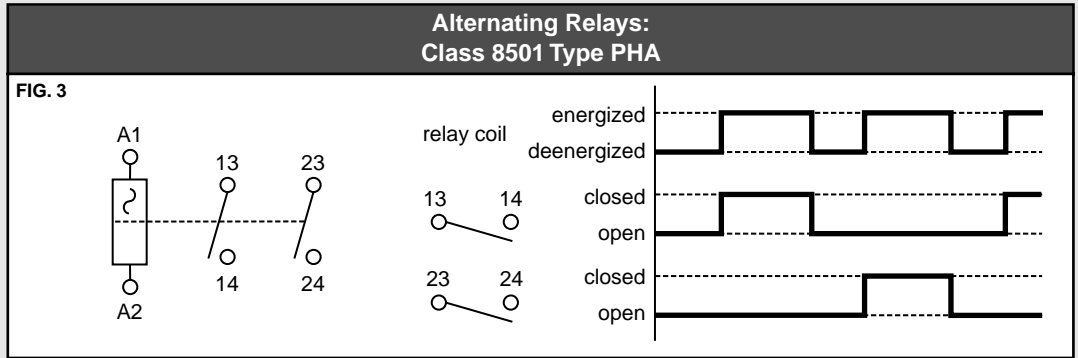 Alternating Relays:
Class 8501 Type PHA
FIG. 3
A1
13 23
14 24
A2
relay coil
energized
deenergized
13 14
closed
open
23 24
closed
open